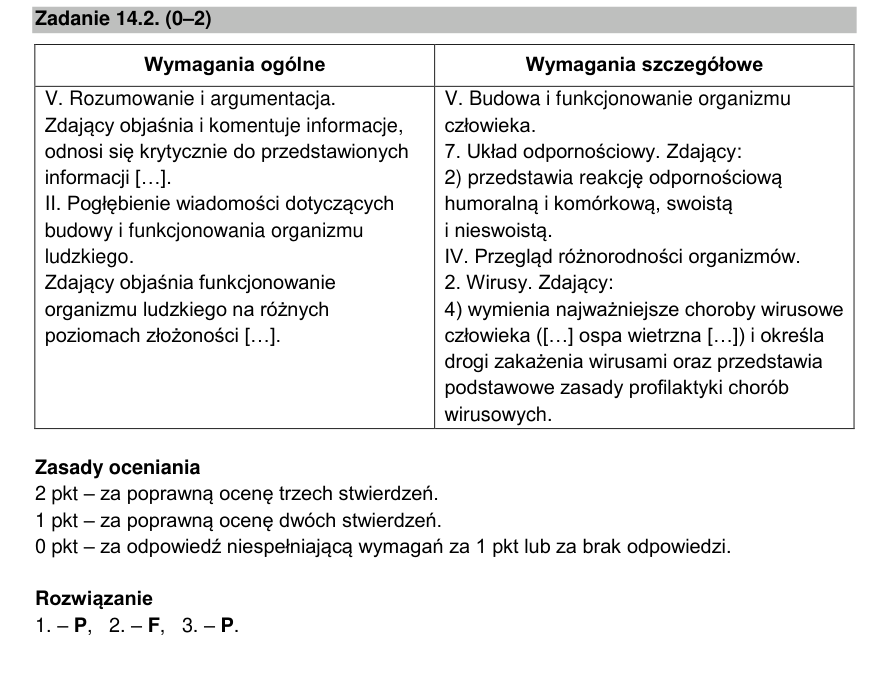 Zadanie 14.2. (0–2)
Wymagania ogólne
Wymagania szczegółowe
V. Rozumowanie i argumentacja.
Zdający objaśnia i komentuje informacje,
odnosi się krytycznie do przedstawionych
informacji […].
II. Pogłębienie wiadomości dotyczących
budowy i funkcjonowania organizmu
ludzkiego.
Zdający objaśnia funkcjonowanie
organizmu ludzkiego na różnych
poziomach złożoności […].
V. Budowa i funkcjonowanie organizmu
człowieka.
7. Układ odpornościowy. Zdający:
2) przedstawia reakcję odpornościową
humoralną i komórkową, swoistą
i nieswoistą.
IV. Przegląd różnorodności organizmów.
2. Wirusy. Zdający:
4) wymienia najważniejsze choroby wirusowe
człowieka ([…] ospa wietrzna […]) i określa
drogi zakażenia wirusami oraz przedstawia
podstawowe zasady profilaktyki chorób
wirusowych.
Zasady oceniania
2 pkt – za poprawną ocenę trzech stwierdzeń.
1 pkt – za poprawną ocenę dwóch stwierdzeń.
0 pkt – za odpowiedź niespełniającą wymagań za 1 pkt lub za brak odpowiedzi.
Rozwiązanie
1. – P, 2. – F, 3. – P.